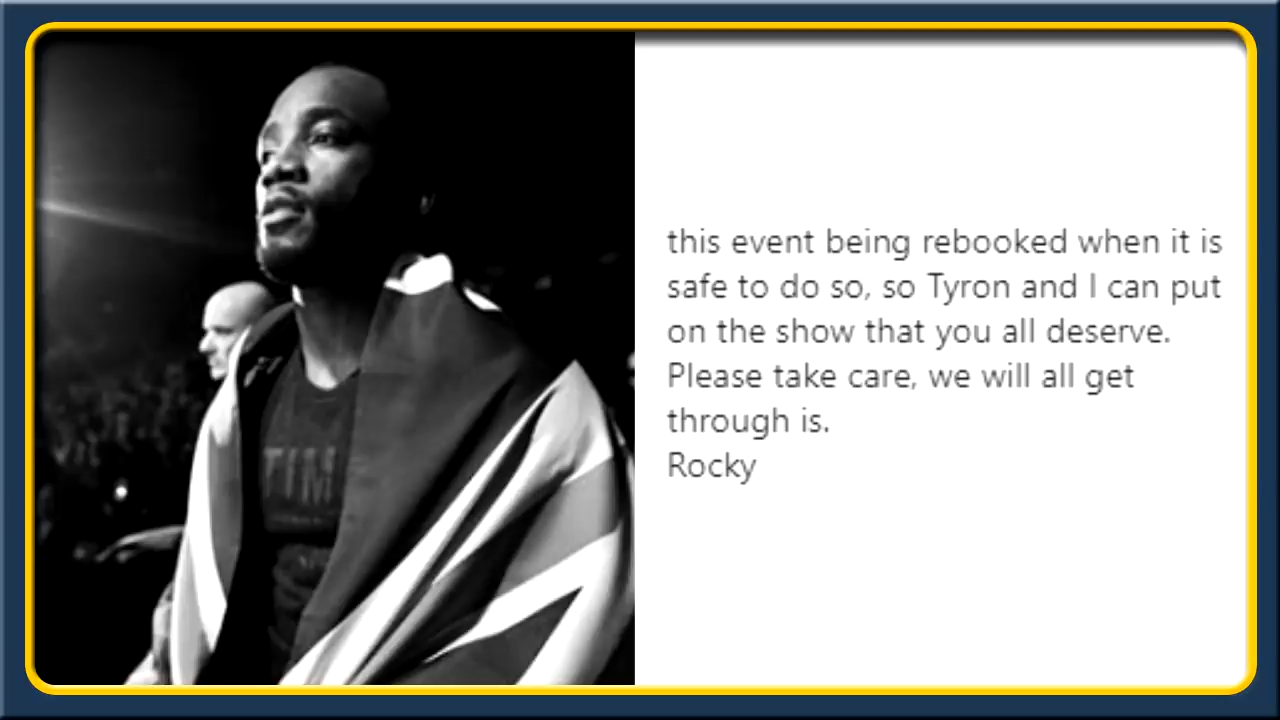 TIM
this event being rebooked when it is
safe to do so, so Tyron and I can put
on the show that you all deserve.
Please take care, we will all get
through is.
Rocky